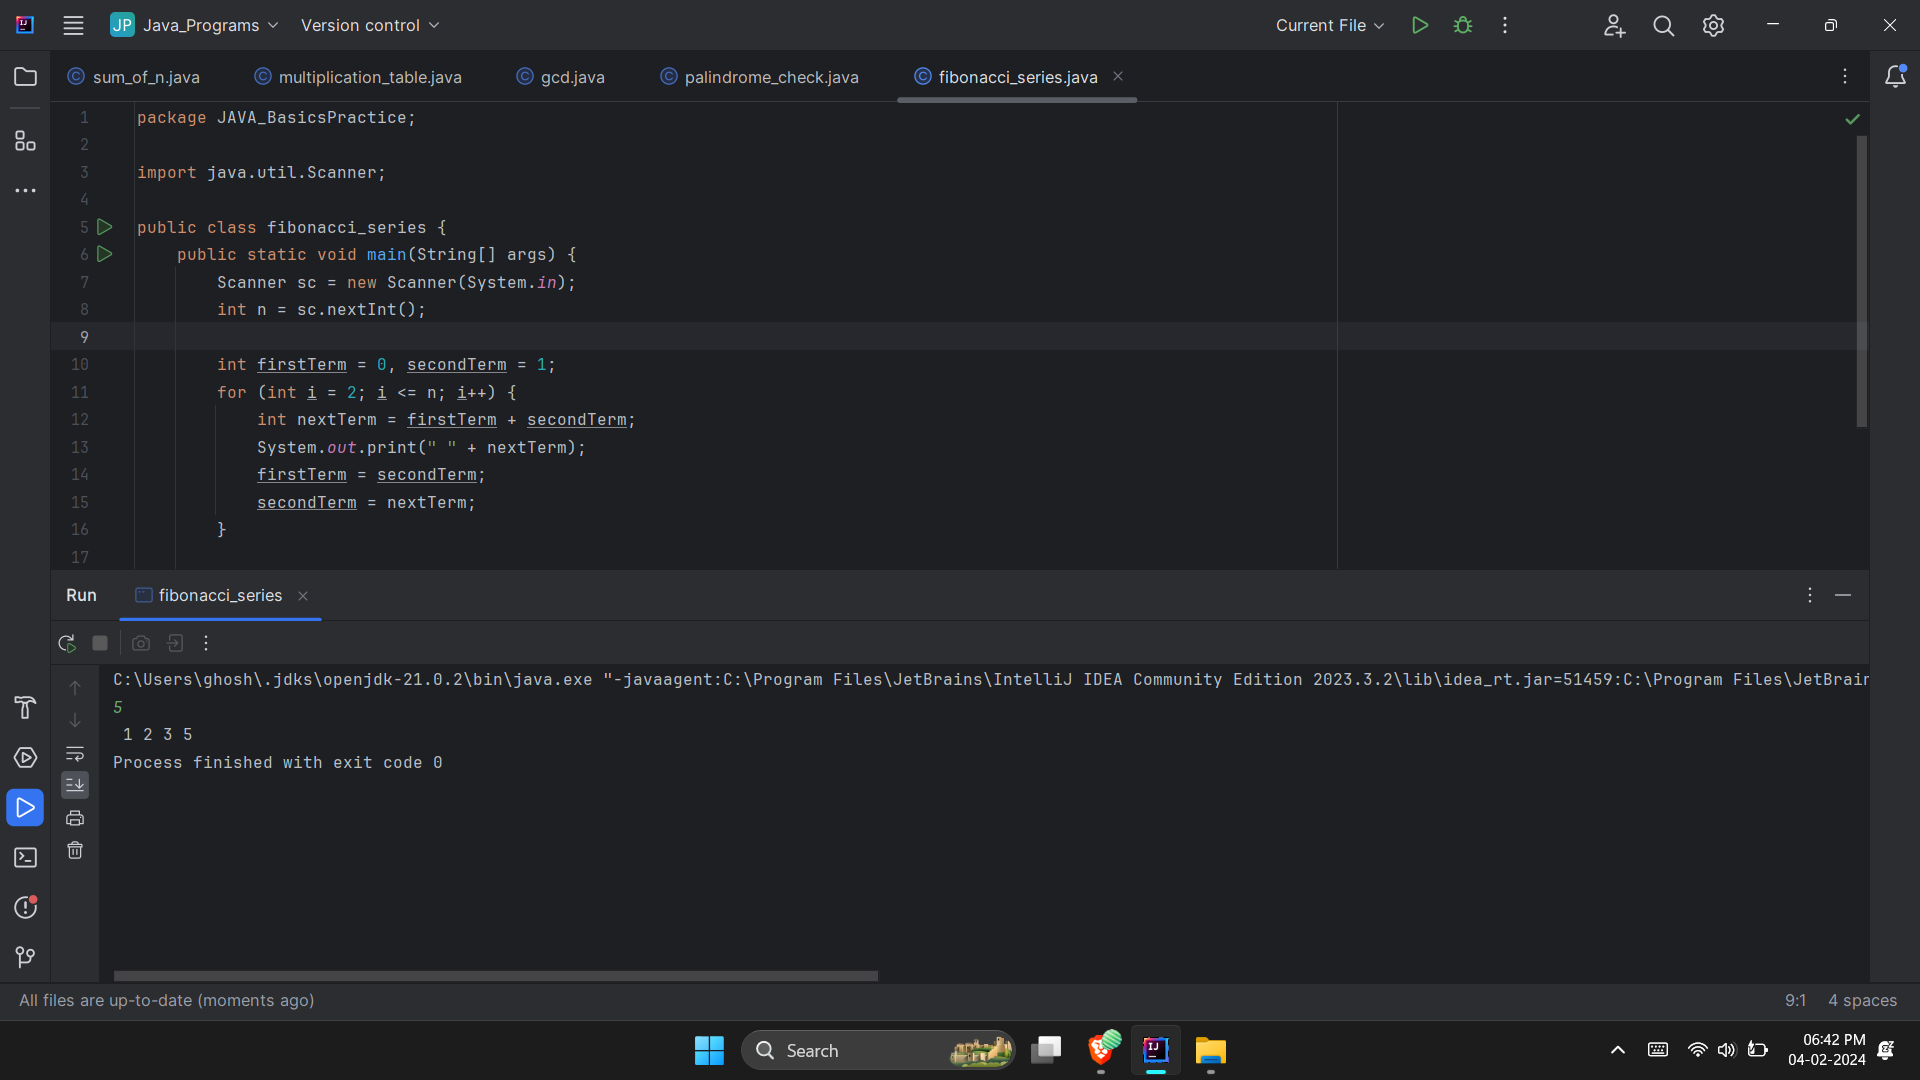 JP Java_Programs Version control Current File
sum_of_n.java multiplication_table.java gcd.java palindrome_check.java fibonacci_series.java
1 package JAVA_BasicsPractice;
2
3 import java.util.Scanner;
4
5 public class fibonacci_series {
6 public static void main(String[] args) {
7 Scanner sc = new Scanner(System.in);
8 int n = sc.nextInt();
9
10 int firstTerm = 0, secondTerm = 1;
11 for (int i = 2; i <= n; i++) {
12 int nextTerm = firstTerm + secondTerm;
13 System.out.print(" " + nextTerm);
14 firstTerm = secondTerm;
15 secondTerm = nextTerm;
16 }
17
Run fibonacci_series
C:\Users\ghosh\.jdks\openjdk-21.0.2\bin\java.exe "-javaagent:C:\Program Files\JetBrains\IntelliJ IDEA Community Edition 2023.3.2\lib\idea_rt.jar=51459:C:\Program Files\JetBrain
5
1 2 3 5
Process finished with exit code 0
All files are up-to-date (moments ago) 9:1 4 spaces
Search
06:42 PM
04-02-2024